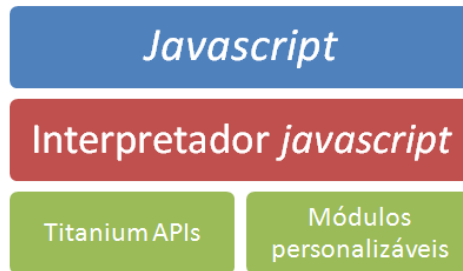 Javascript
Interpretador javascript
Titanium APIs
Módulos
personalizáveis